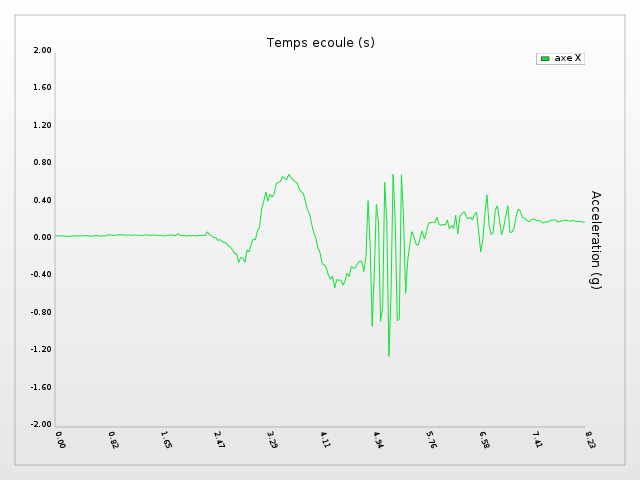 Temps ecoule (s)
axe X
2.00
1.60
1.20
0.80
0.40
0.00
-0.40
-0.80
-1.20
-1.60
-2.00
Acceleration (g)
0.00 0.82 1.65 2.47 3.29 4.11 4.94 5.76 6.58 7.41 8.23